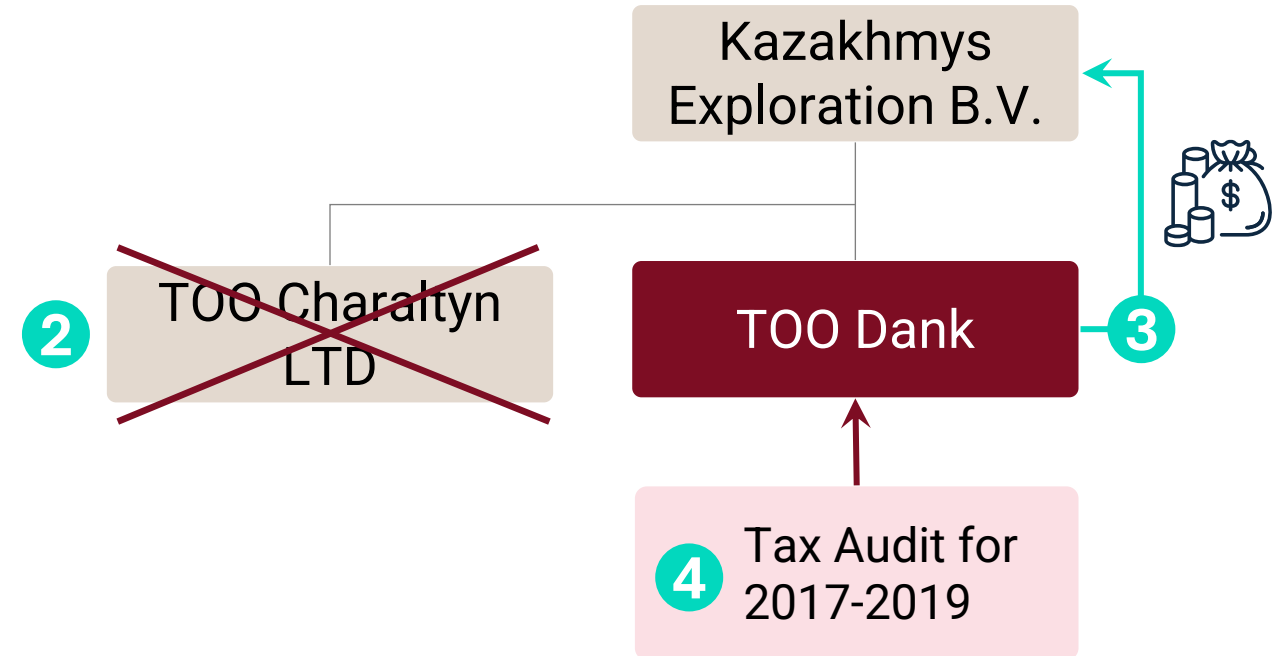 Kazakhmys
Exploration B.V.
$
2
TOO Charaltyn
LTD
TOO Dank
3
4
Tax Audit for
2017-2019